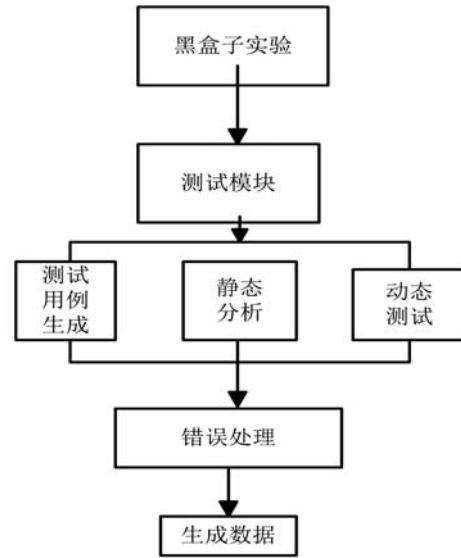 黑盒子实验
测试模块
测试
用例
生成
静态
分析
动态
测试
错误处理
生成数据